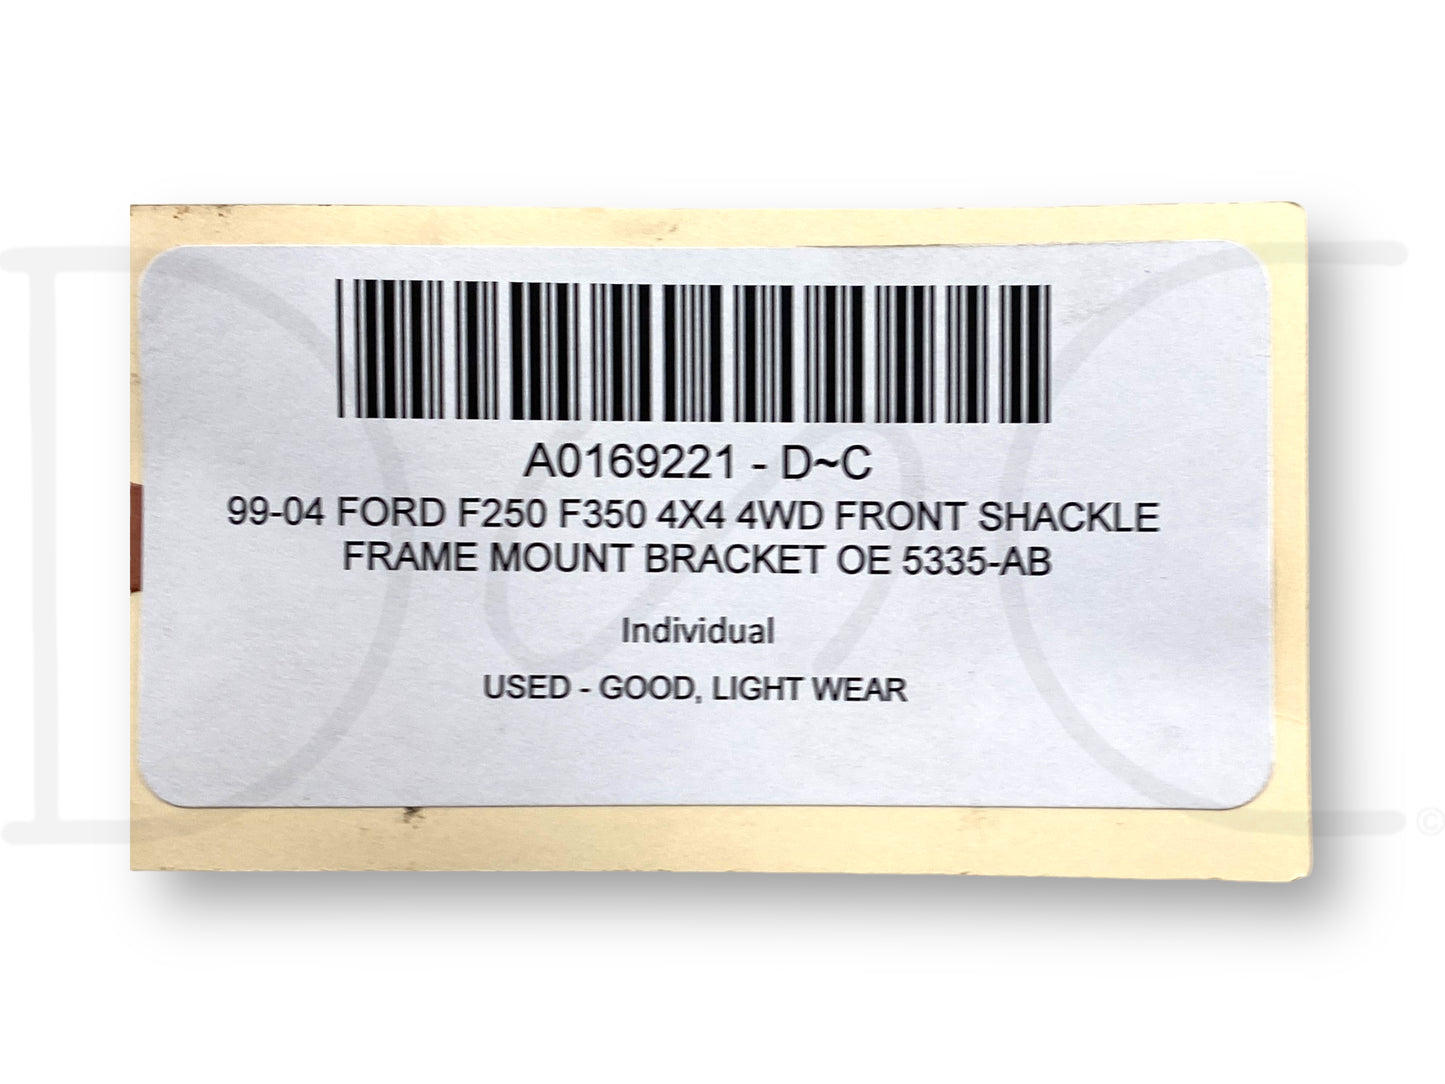 A0169221 - D~C
99-04 FORD F250 F350 4X4 4WD FRONT SHACKLE
FRAME MOUNT BRACKET OE 5335-AB
Individual
USED - GOOD, LIGHT WEAR
©